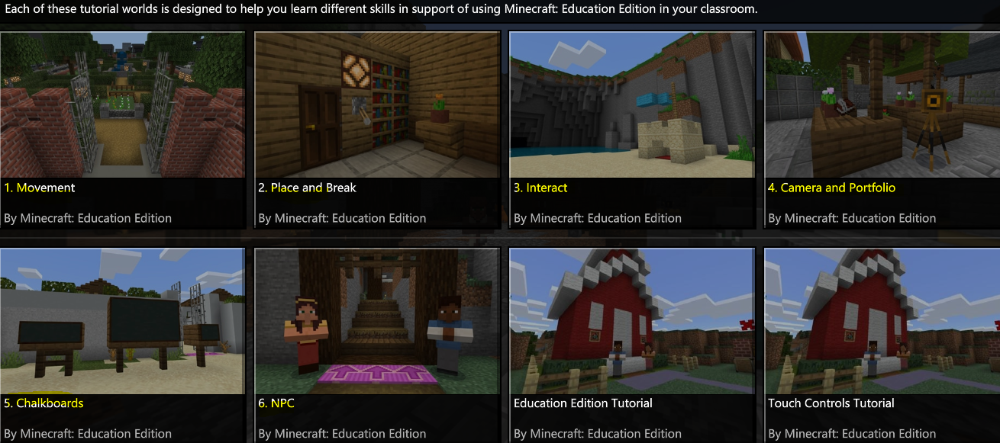 Each of these tutorial worlds is designed to help you learn different skills in support of using Minecraft: Education Edition in your classroom.
1. Movement
By Minecraft: Education Edition
2. Place and Break
By Minecraft: Education Edition
3. Interact
By Minecraft: Education Edition
4. Camera and Portfolio
By Minecraft: Education Edition
5. Chalkboards
By Minecraft: Education Edition
6. NPC
By Minecraft: Education Edition
Education Edition Tutorial
By Minecraft: Education Edition
Touch Controls Tutorial
By Minecraft: Education Edition